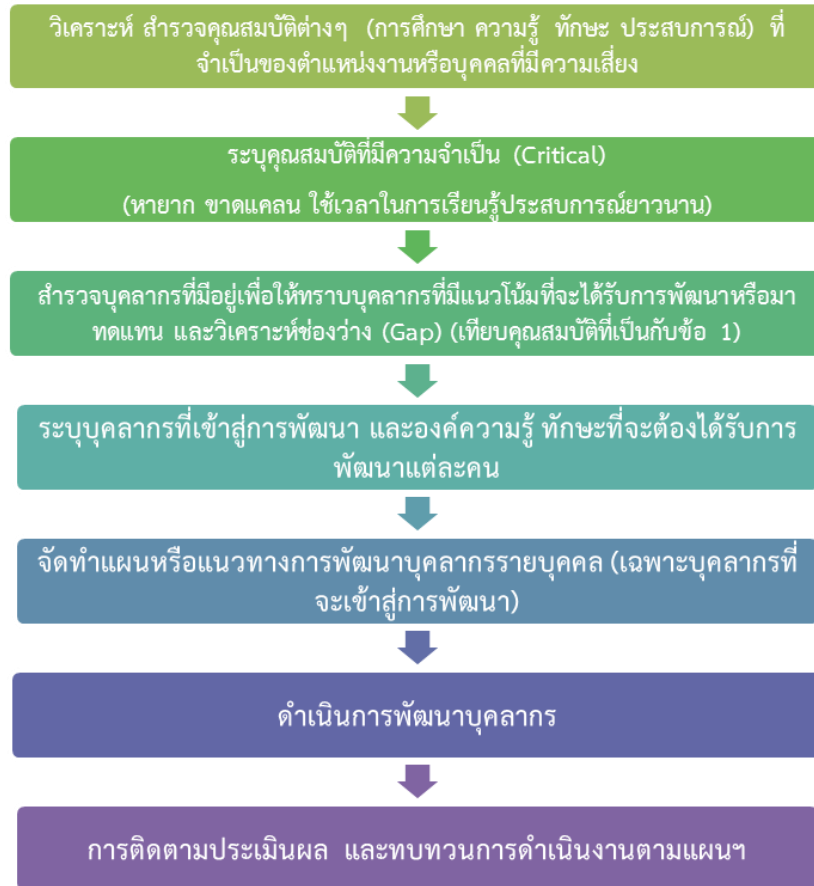 วิเคราะห์ สำรวจคุณสมบัติต่างๆ (การศึกษา ความรู้ ทักษะ ประสบการณ์) ที่
จำเป็นของตำแหน่งงานหรือบุคคลที่มีความเสี่ยง
ระบุคุณสมบัติที่มีความจำเป็น (Critical)
(หายาก ขาดแคลน ใช้เวลาในการเรียนรู้ประสบการณ์ยาวนาน)
สำรวจบุคลากรที่มีอยู่เพื่อให้ทราบบุคลากรที่มีแนวโน้มที่จะได้รับการพัฒนาหรือมา
ทดแทน และวิเคราะห์ช่องว่าง (Gap) (เทียบคุณสมบัติที่เป็นกับข้อ 1)
ระบุบุคลากรที่เข้าสู่การพัฒนา และองค์ความรู้ ทักษะที่จะต้องได้รับการ
พัฒนาแต่ละคน
จัดทำแผนหรือแนวทางการพัฒนาบุคลากรรายบุคคล (เฉพาะบุคลากรที่
จะเข้าสู่การพัฒนา)
ดำเนินการพัฒนาบุคลากร
การติดตามประเมินผล และทบทวนการดำเนินงานตามแผนฯ